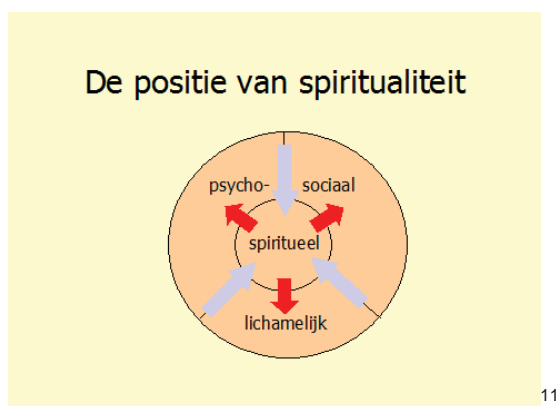 De positie van spiritualiteit
psycho- sociaal
spiritueel
lichamelijk
11